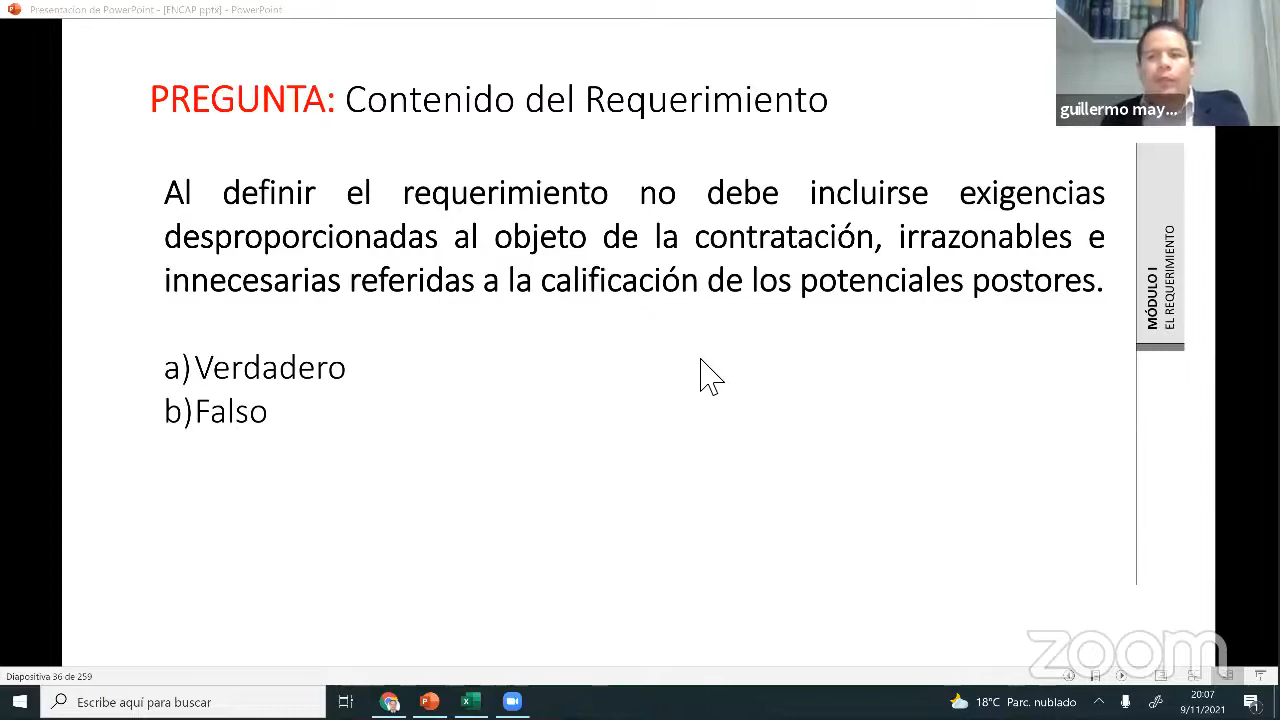 Presentación de PowerPoint - [ENCAP.pptx] - PowerPoint
PREGUNTA: Contenido del Requerimiento
guillermo may...
Al definir el requerimiento no debe incluirse exigencias
desproporcionadas al objeto de la contratación, irrazonables e
innecesarias referidas a la calificación de los potenciales postores.
a) Verdadero
b) Falso
MÓDULO I
EL REQUERIMIENTO
zoom
Diapositiva 36 de 259
Escribe aquí para buscar
18°C Parc. nublado
20:07
9/11/2021